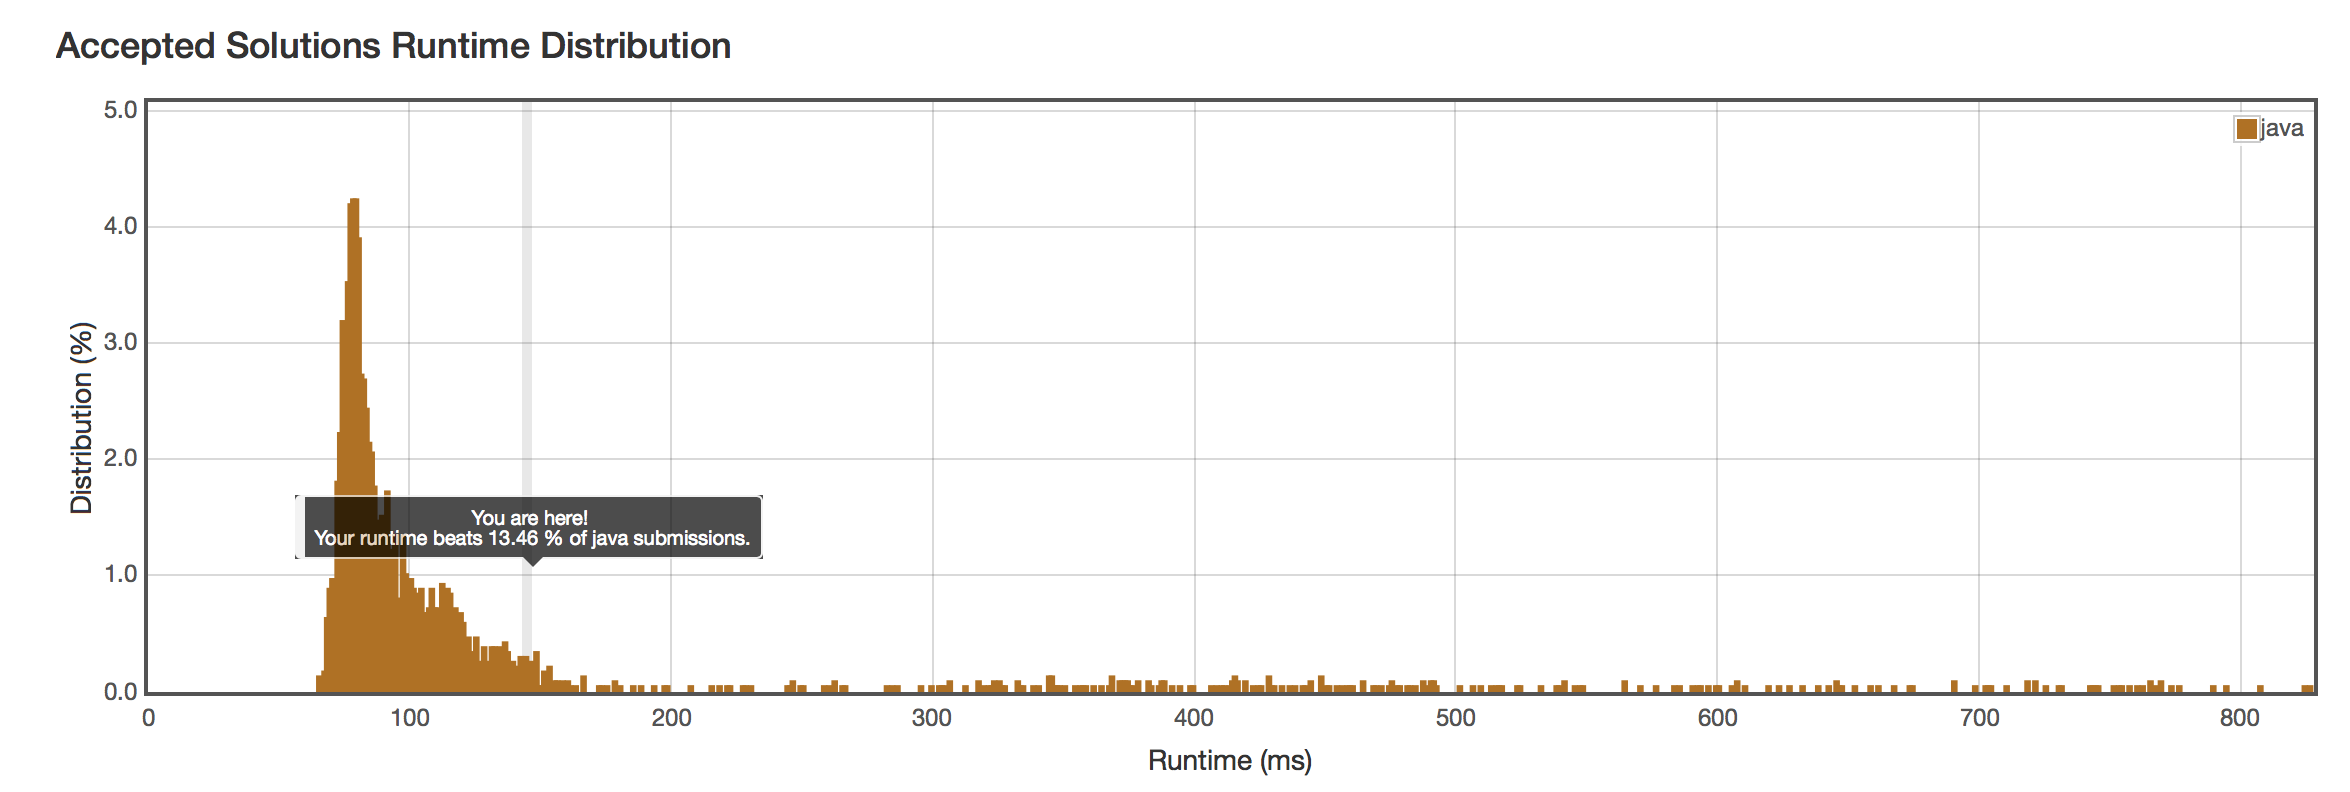 Accepted Solutions Runtime Distribution
5.0
java
4.0
3.0
2.0
1.0
0.0
Distribution (%)
You are here!
Your runtime beats 13.46 % of java submissions.
0 100 200 300 400 500 600 700 800
Runtime (ms)